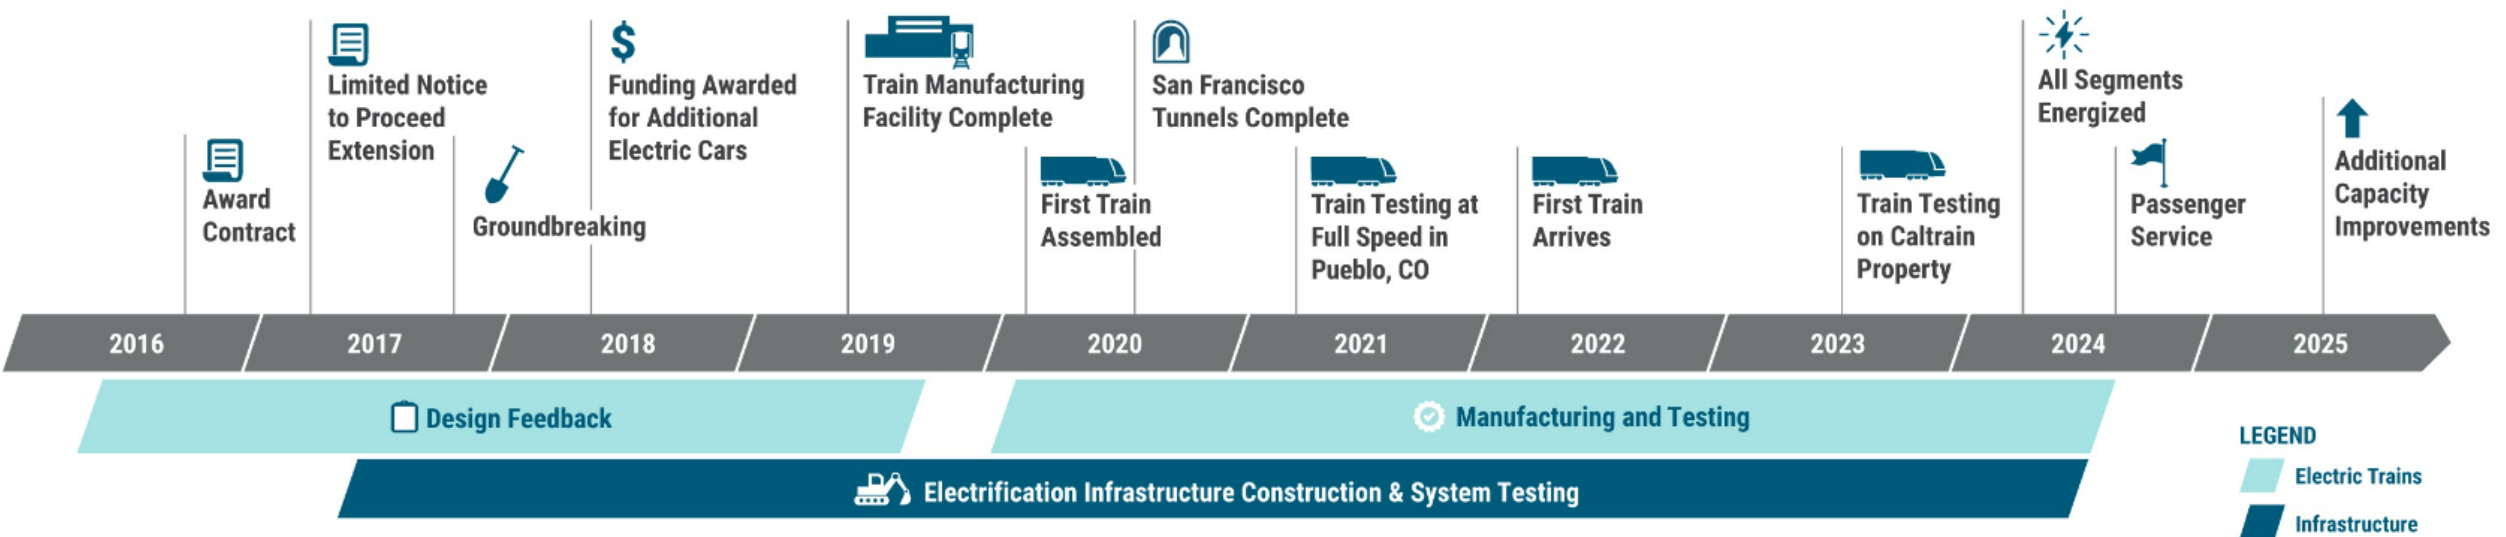 Award
Contract
Limited Notice
to Proceed
Extension
Groundbreaking
$
Funding Awarded
for Additional
Electric Cars
Train Manufacturing
Facility Complete
First Train
Assembled
San Francisco
Tunnels Complete
Train Testing at
Full Speed in
Pueblo, CO
First Train
Arrives
Train Testing
on Caltrain
Property
All Segments
Energized
Passenger
Service
Additional
Capacity
Improvements
2016 2017 2018 2019 2020 2021 2022 2023 2024 2025
Design Feedback
Manufacturing and Testing
Electrification Infrastructure Construction & System Testing
LEGEND
Electric Trains
Infrastructure